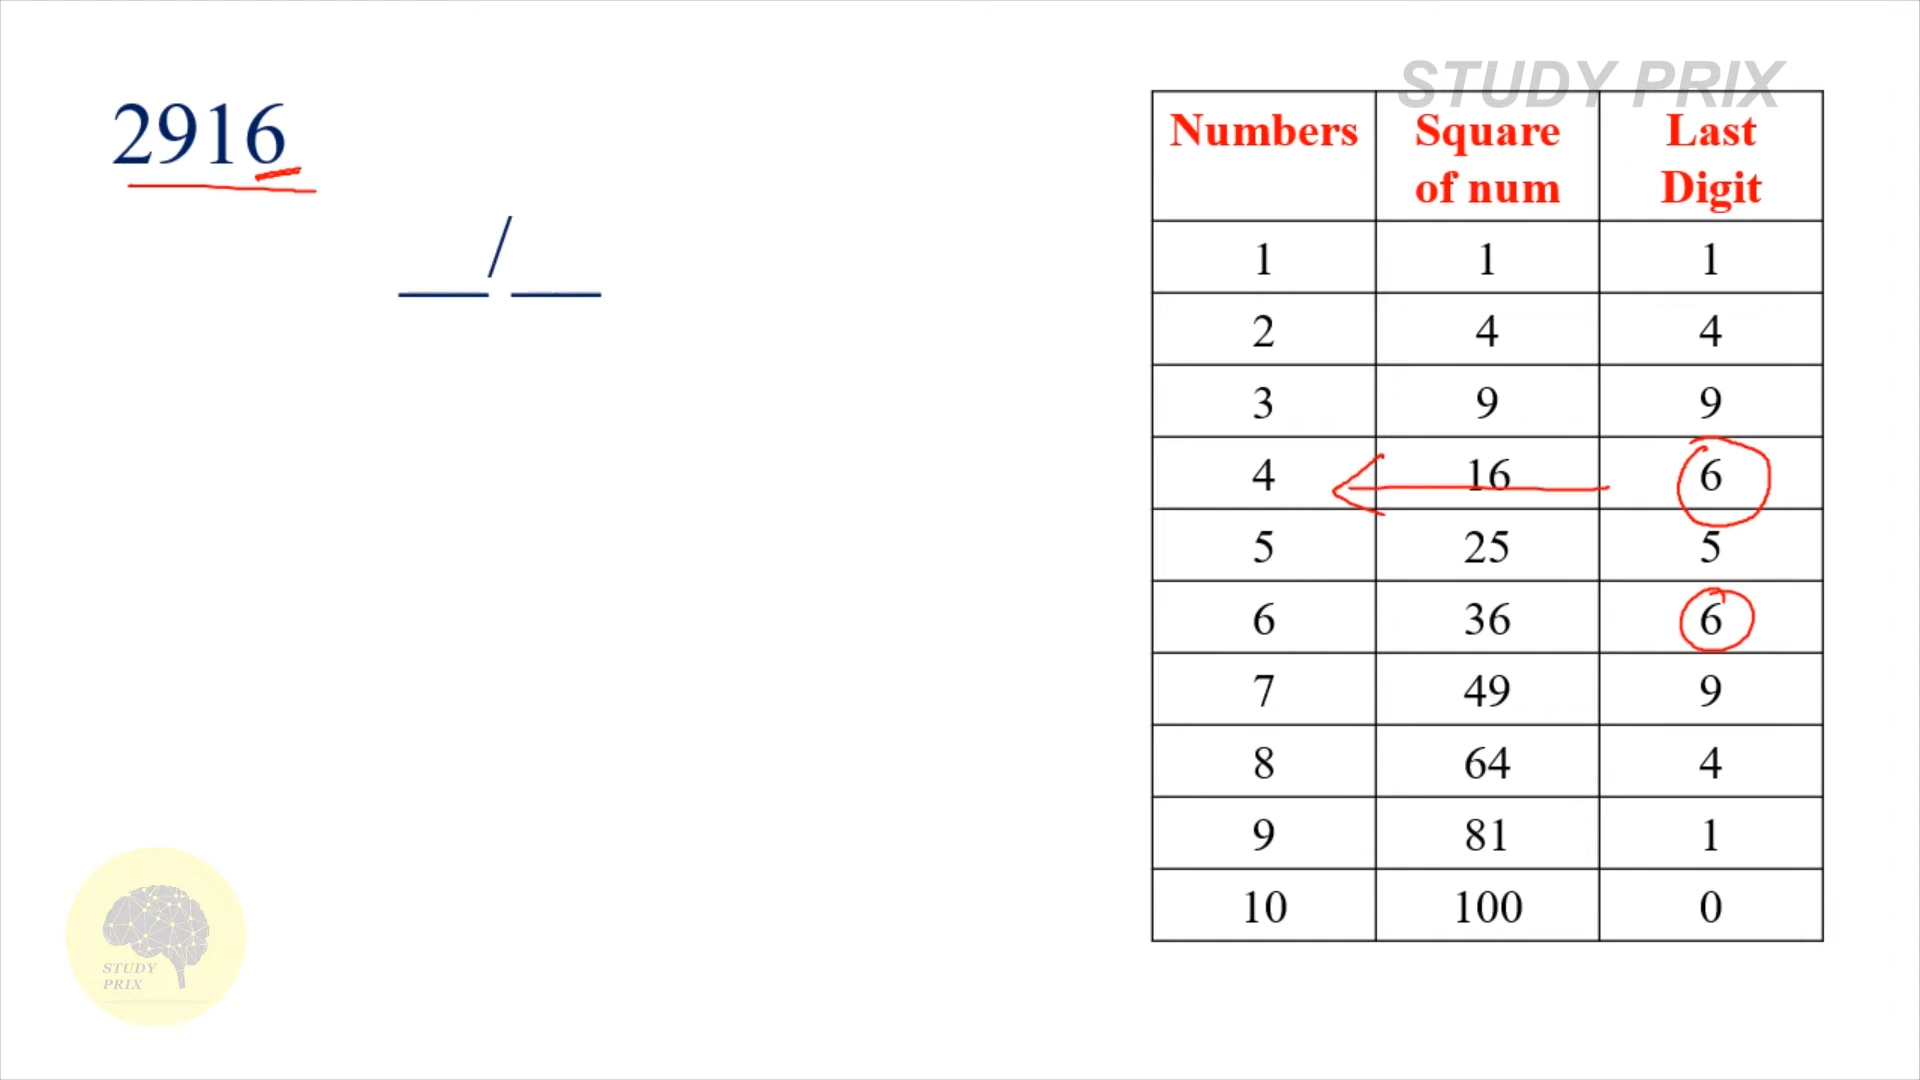 STUDY PRIX
2916
__/__
Numbers Square of num Last Digit
1 1 1
2 4 4
3 9 9
4 16 6
5 25 5
6 36 6
7 49 9
8 64 4
9 81 1
10 100 0
STUDY
PRIX